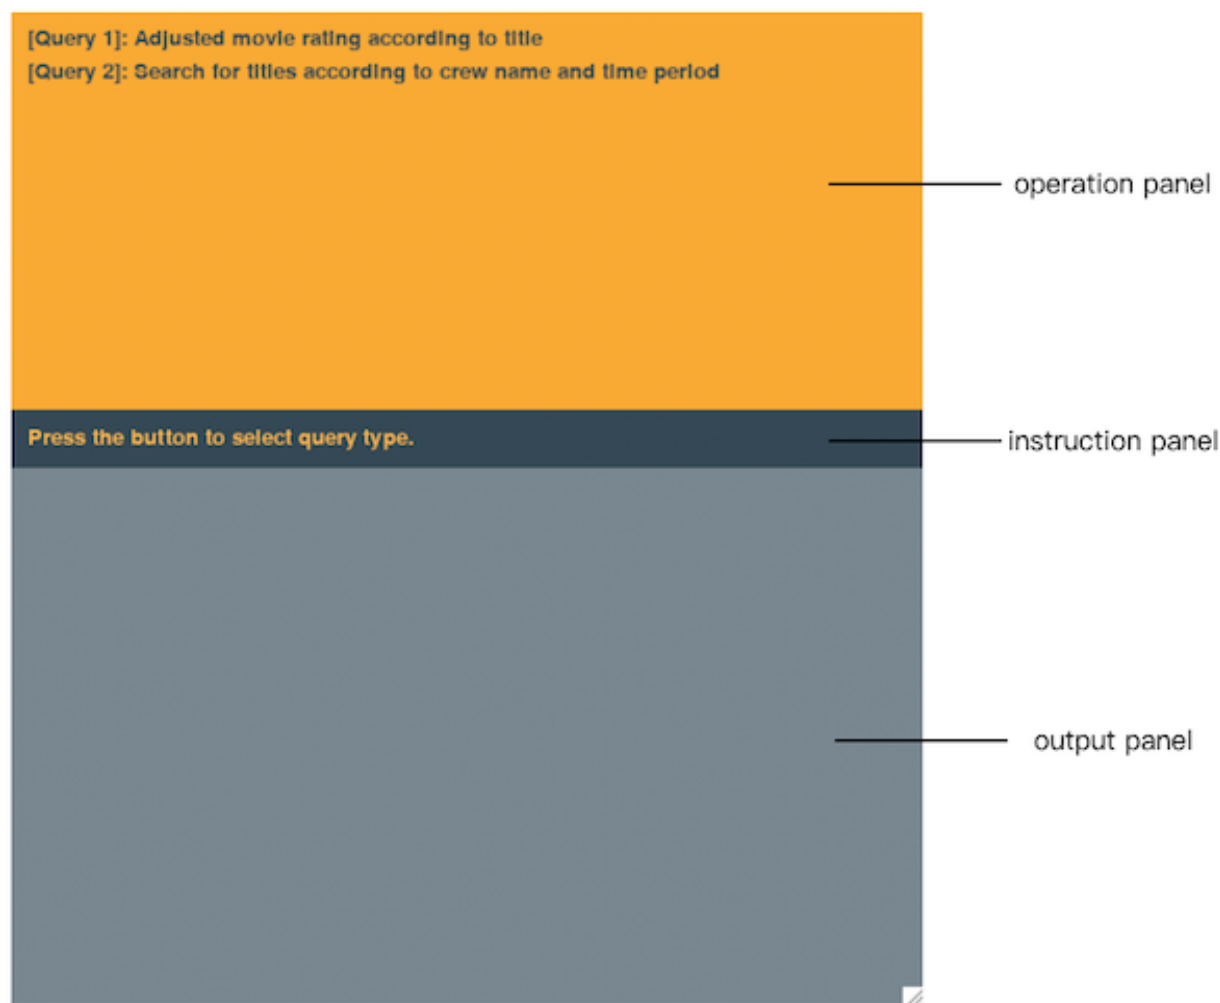 [Query 1]: Adjusted movie rating according to title
[Query 2]: Search for titles according to crew name and time period
operation panel
Press the button to select query type.
instruction panel
output panel